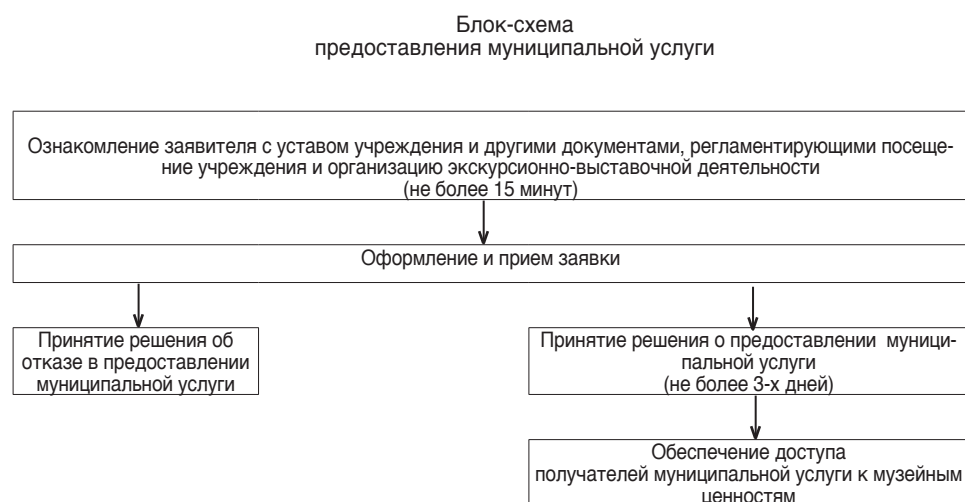 Блок-схема
предоставления муниципальной услуги
Ознакомление заявителя с уставом учреждения и другими документами, регламентирующими посеще-
ние учреждения и организацию экскурсионно-выставочной деятельности
(не более 15 минут)
Оформление и прием заявки
Принятие решения об
отказе в предоставлении
муниципальной услуги
Принятие решения о предоставлении муници-
пальной услуги
(не более 3-х дней)
Обеспечение доступа
получателей муниципальной услуги к музейным
ценностям